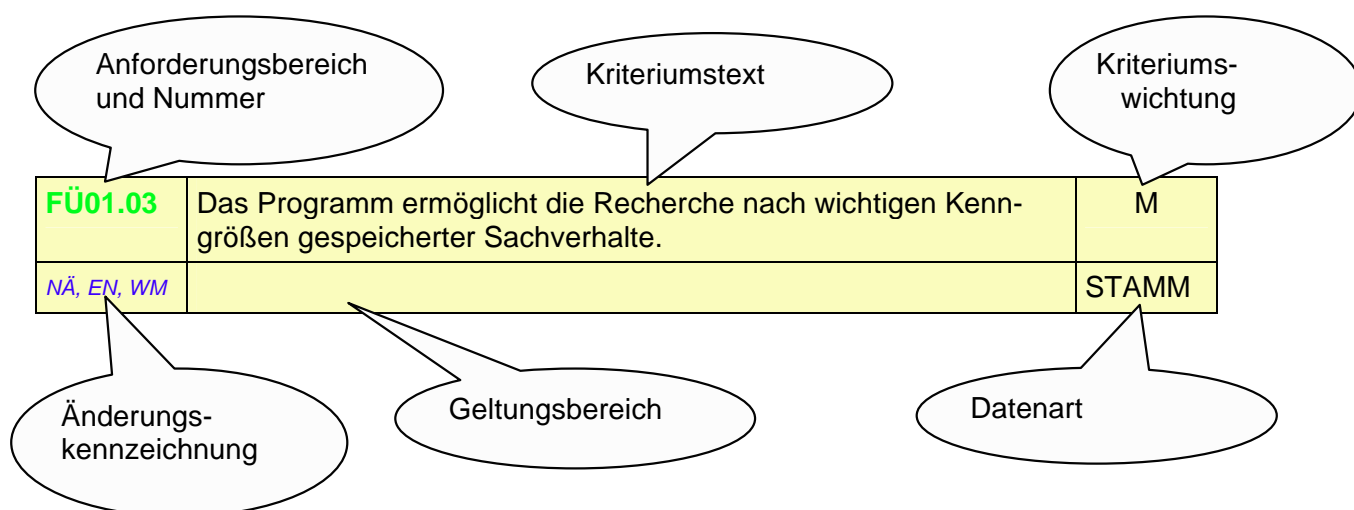 Anforderungsbereich
und Nummer
Kriteriumstext
Kriteriums-
wichtung
FÜ01.03
Das Programm ermöglicht die Recherche nach wichtigen Kenn-
größen gespeicherter Sachverhalte.
M
NÄ, EN, WM
STAMM
Änderungs-
kennzeichnung
Geltungsbereich
Datenart